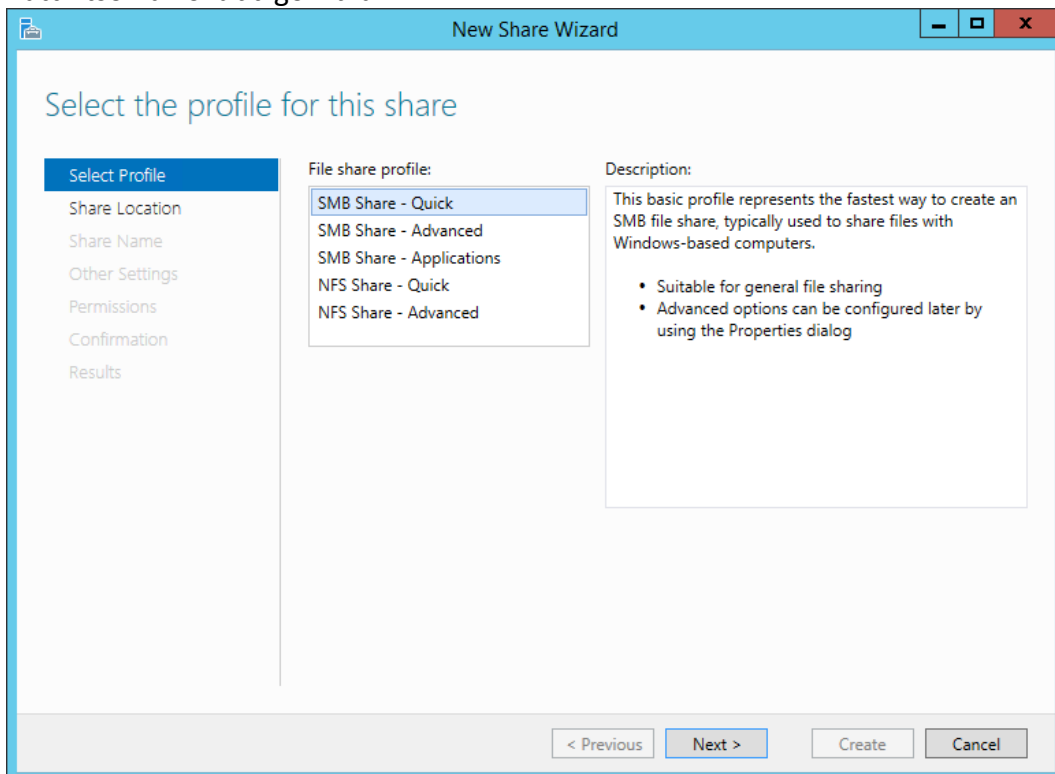 New Share Wizard
Select the profile for this share
Select Profile
Share Location
Share Name
Other Settings
Permissions
Confirmation
Results
File share profile:
SMB Share - Quick
SMB Share - Advanced
SMB Share - Applications
NFS Share - Quick
NFS Share - Advanced
Description:
This basic profile represents the fastest way to create an
SMB file share, typically used to share files with
Windows-based computers.
• Suitable for general file sharing
• Advanced options can be configured later by
using the Properties dialog
< Previous
Next >
Create
Cancel